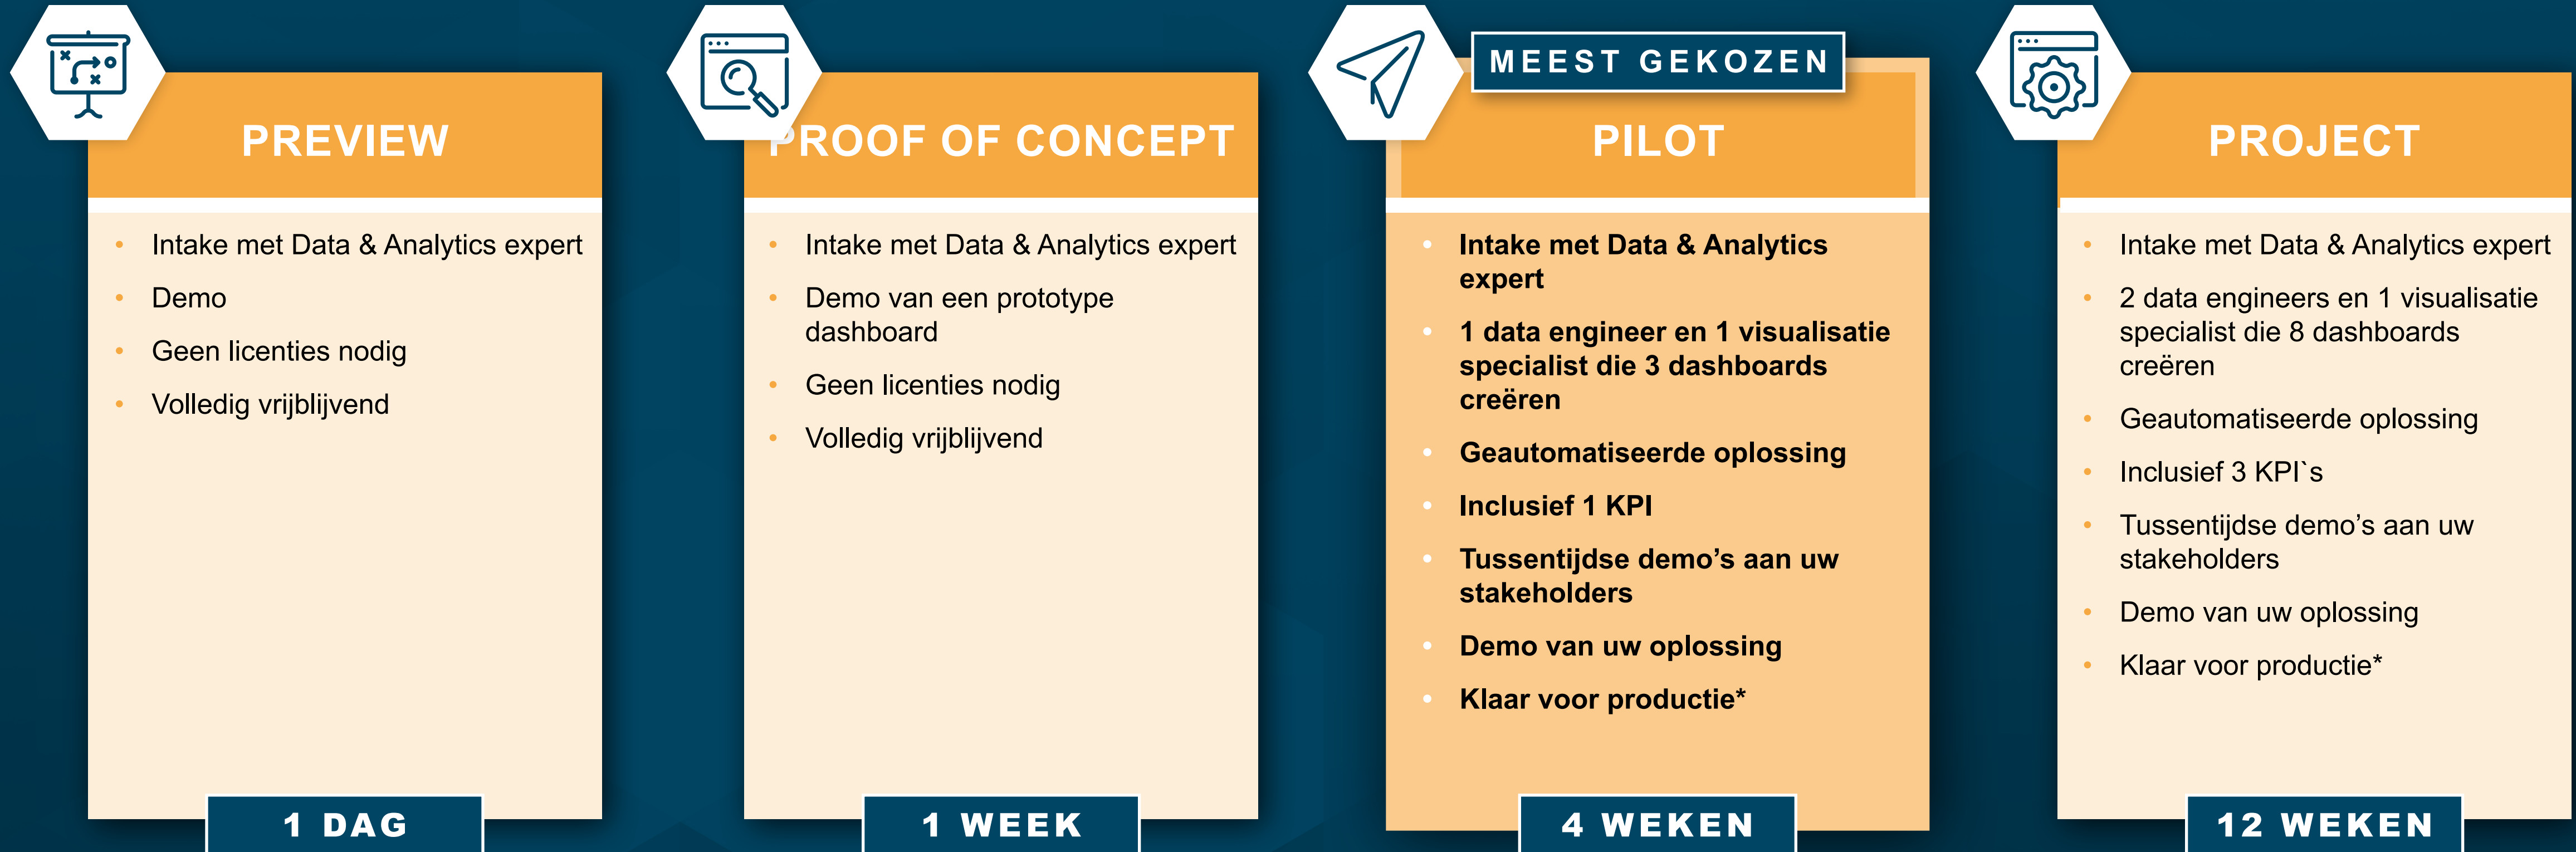 PREVIEW
• Intake met Data & Analytics expert
• Demo
• Geen licenties nodig
• Volledig vrijblijvend
1 DAG
PROOF OF CONCEPT
• Intake met Data & Analytics expert
• Demo van een prototype
dashboard
• Geen licenties nodig
• Volledig vrijblijvend
1 WEEK
MEEST GEKOZEN
PILOT
• Intake met Data & Analytics
expert
• 1 data engineer en 1 visualisatie
specialist die 3 dashboards
creëren
• Geautomatiseerde oplossing
• Inclusief 1 KPI
• Tussentijdse demo’s aan uw
stakeholders
• Demo van uw oplossing
• Klaar voor productie*
4 WEKEN
PROJECT
• Intake met Data & Analytics expert
• 2 data engineers en 1 visualisatie
specialist die 8 dashboards
creëren
• Geautomatiseerde oplossing
• Inclusief 3 KPI`s
• Tussentijdse demo’s aan uw
stakeholders
• Demo van uw oplossing
• Klaar voor productie*
12 WEKEN